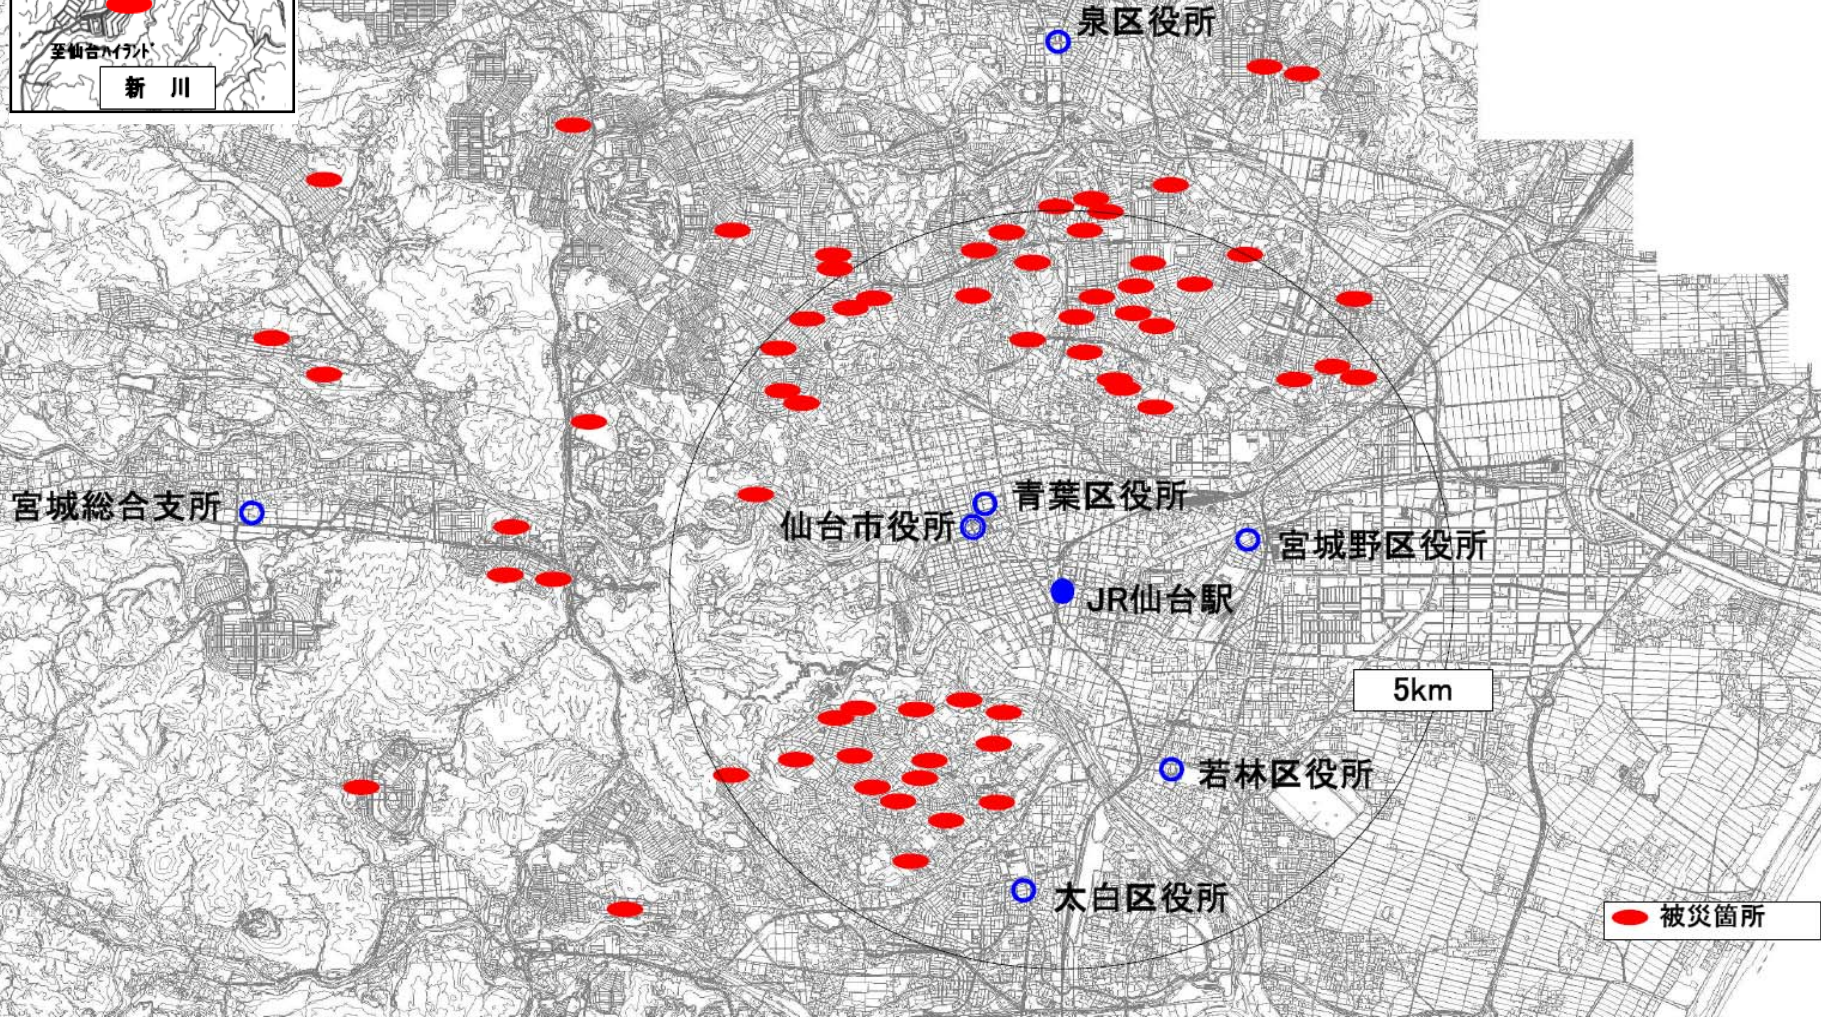 泉区役所
至仙台ハイランド
新 川
宮城総合支所
青葉区役所
仙台市役所
宮城野区役所
JR仙台駅
5km
若林区役所
太白区役所
被災箇所